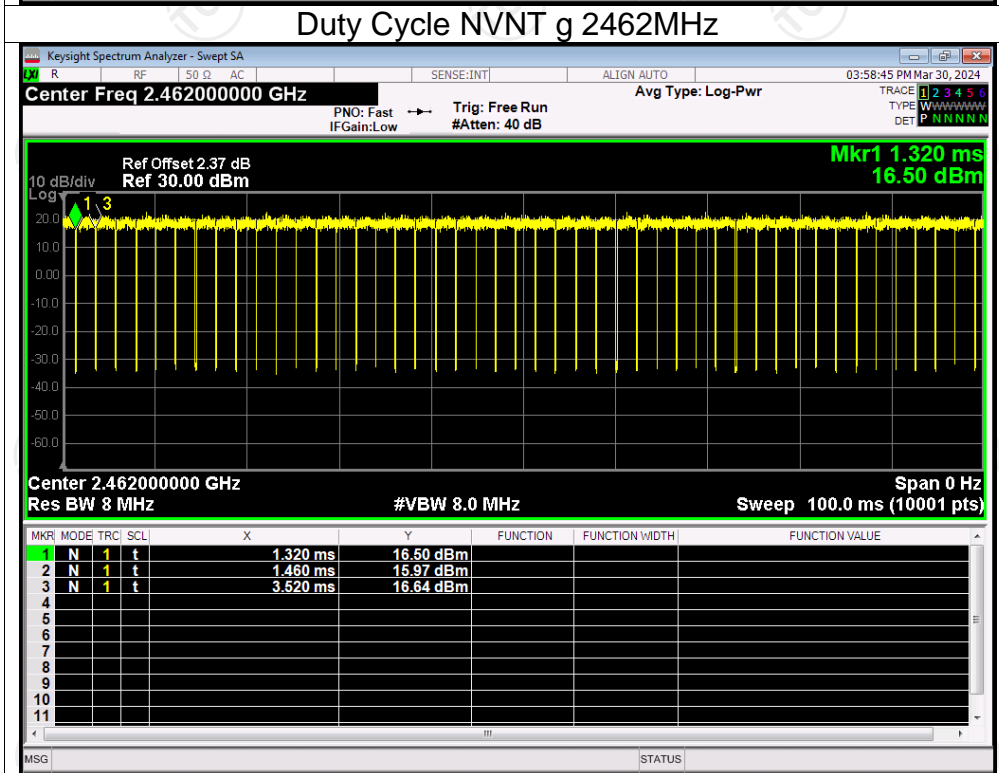 Duty Cycle NVNT g 2462MHz
Keysight Spectrum Analyzer - Swept SA
LXI R RF 50 Ω AC SENSE:INT ALIGN AUTO 03:58:45 PM Mar 30, 2024
Center Freq 2.462000000 GHz Avg Type: Log-Pwr TRACE 1 2 3 4 5 6
PNO: Fast Trig: Free Run TYPE WWWWWW
IFGain:Low #Atten: 40 dB DET P N N N N N
Ref Offset 2.37 dB Mkr1 1.320 ms
10 dB/div Ref 30.00 dBm 16.50 dBm
Log
1 3
20.0
10.0
0.00
-10.0
-20.0
-30.0
-40.0
-50.0
-60.0
Center 2.462000000 GHz Span 0 Hz
Res BW 8 MHz #VBW 8.0 MHz Sweep 100.0 ms (10001 pts)
MKR MODE TRC SCL X Y FUNCTION FUNCTION WIDTH FUNCTION VALUE
1 N 1 t 1.320 ms 16.50 dBm
2 N 1 t 1.460 ms 15.97 dBm
3 N 1 t 3.520 ms 16.64 dBm
4
5
6
7
8
9
10
11
MSG STATUS